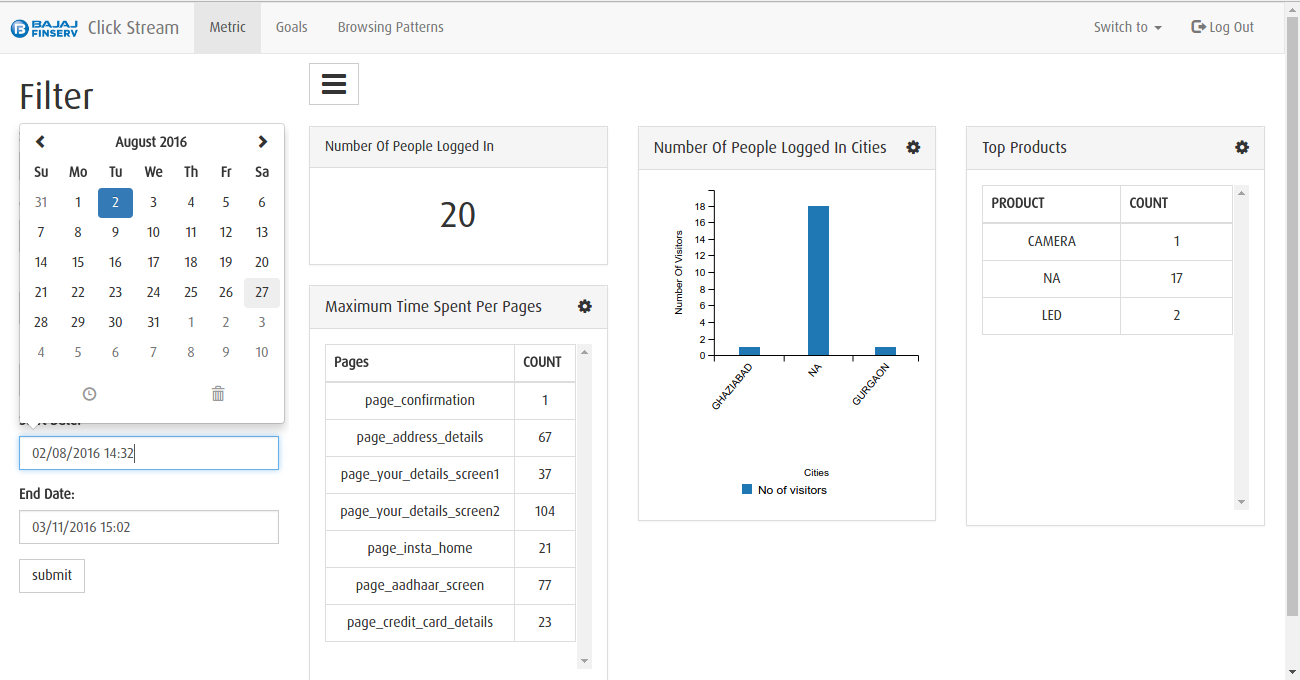 BAJAJ FINSERV Click Stream Metric Goals Browsing Patterns Switch to Log Out
Filter
August 2016
Su Mo Tu We Th Fr Sa
31 1 2 3 4 5 6
7 8 9 10 11 12 13
14 15 16 17 18 19 20
21 22 23 24 25 26 27
28 29 30 31 1 2 3
4 5 6 7 8 9 10
02/08/2016 14:32
End Date:
03/11/2016 15:02
submit
Number Of People Logged In
20
Maximum Time Spent Per Pages
Pages COUNT
page_confirmation 1
page_address_details 67
page_your_details_screen1 37
page_your_details_screen2 104
page_insta_home 21
page_aadhaar_screen 77
page_credit_card_details 23
Number Of People Logged In Cities
Number Of Visitors
18
16
14
12
10
8
6
4
2
0
GHAZIABAD NA GURGAON
Cities
No of visitors
Top Products
PRODUCT COUNT
CAMERA 1
NA 17
LED 2